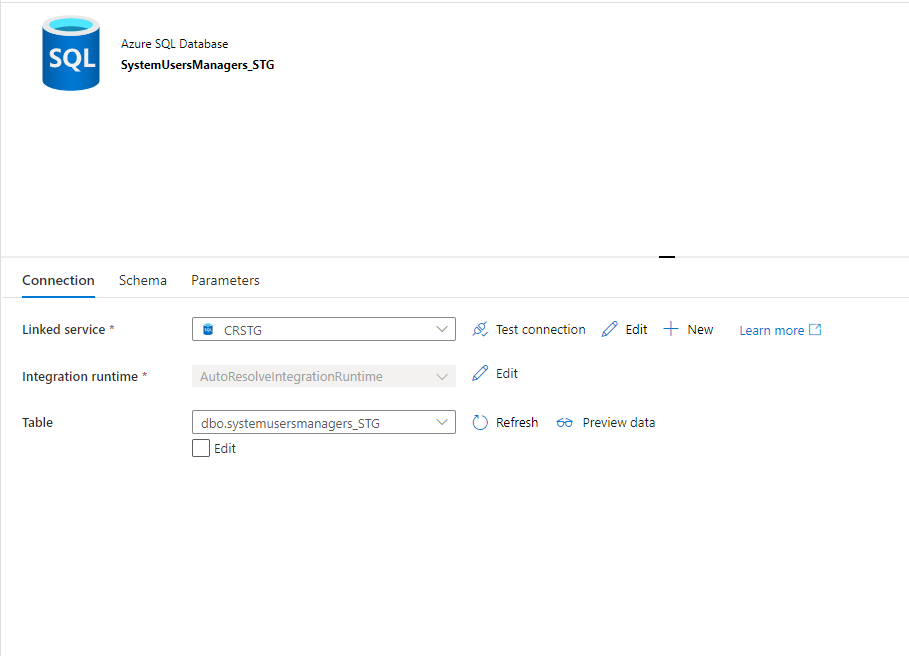 SQL
Azure SQL Database
SystemUsersManagers_STG
Connection Schema Parameters
Linked service * CRSTG Test connection Edit New Learn more
Integration runtime * AutoResolveIntegrationRuntime Edit
Table dbo.systemusersmanagers_STG Refresh Preview data
Edit